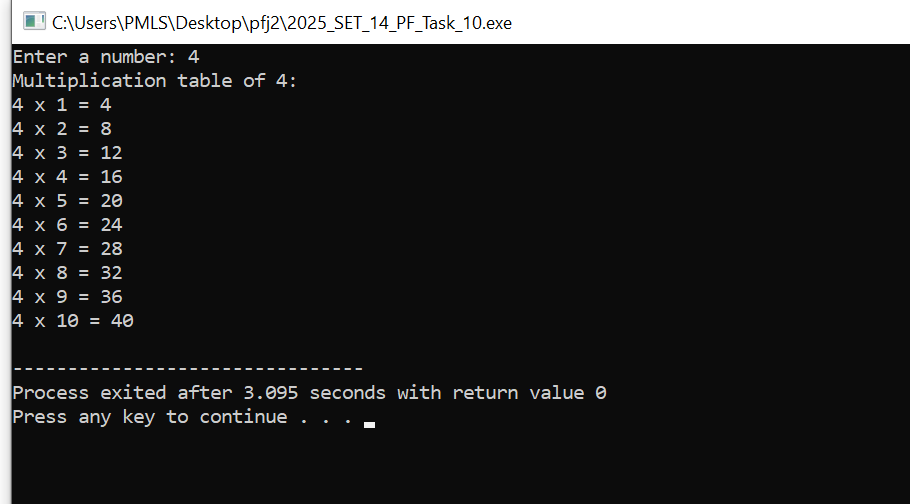 C:\Users\PMLS\Desktop\pfj2\2025_SET_14_PF_Task_10.exe
Enter a number: 4
Multiplication table of 4:
4 x 1 = 4
4 x 2 = 8
4 x 3 = 12
4 x 4 = 16
4 x 5 = 20
4 x 6 = 24
4 x 7 = 28
4 x 8 = 32
4 x 9 = 36
4 x 10 = 40
--------------------------------
Process exited after 3.095 seconds with return value 0
Press any key to continue . . .